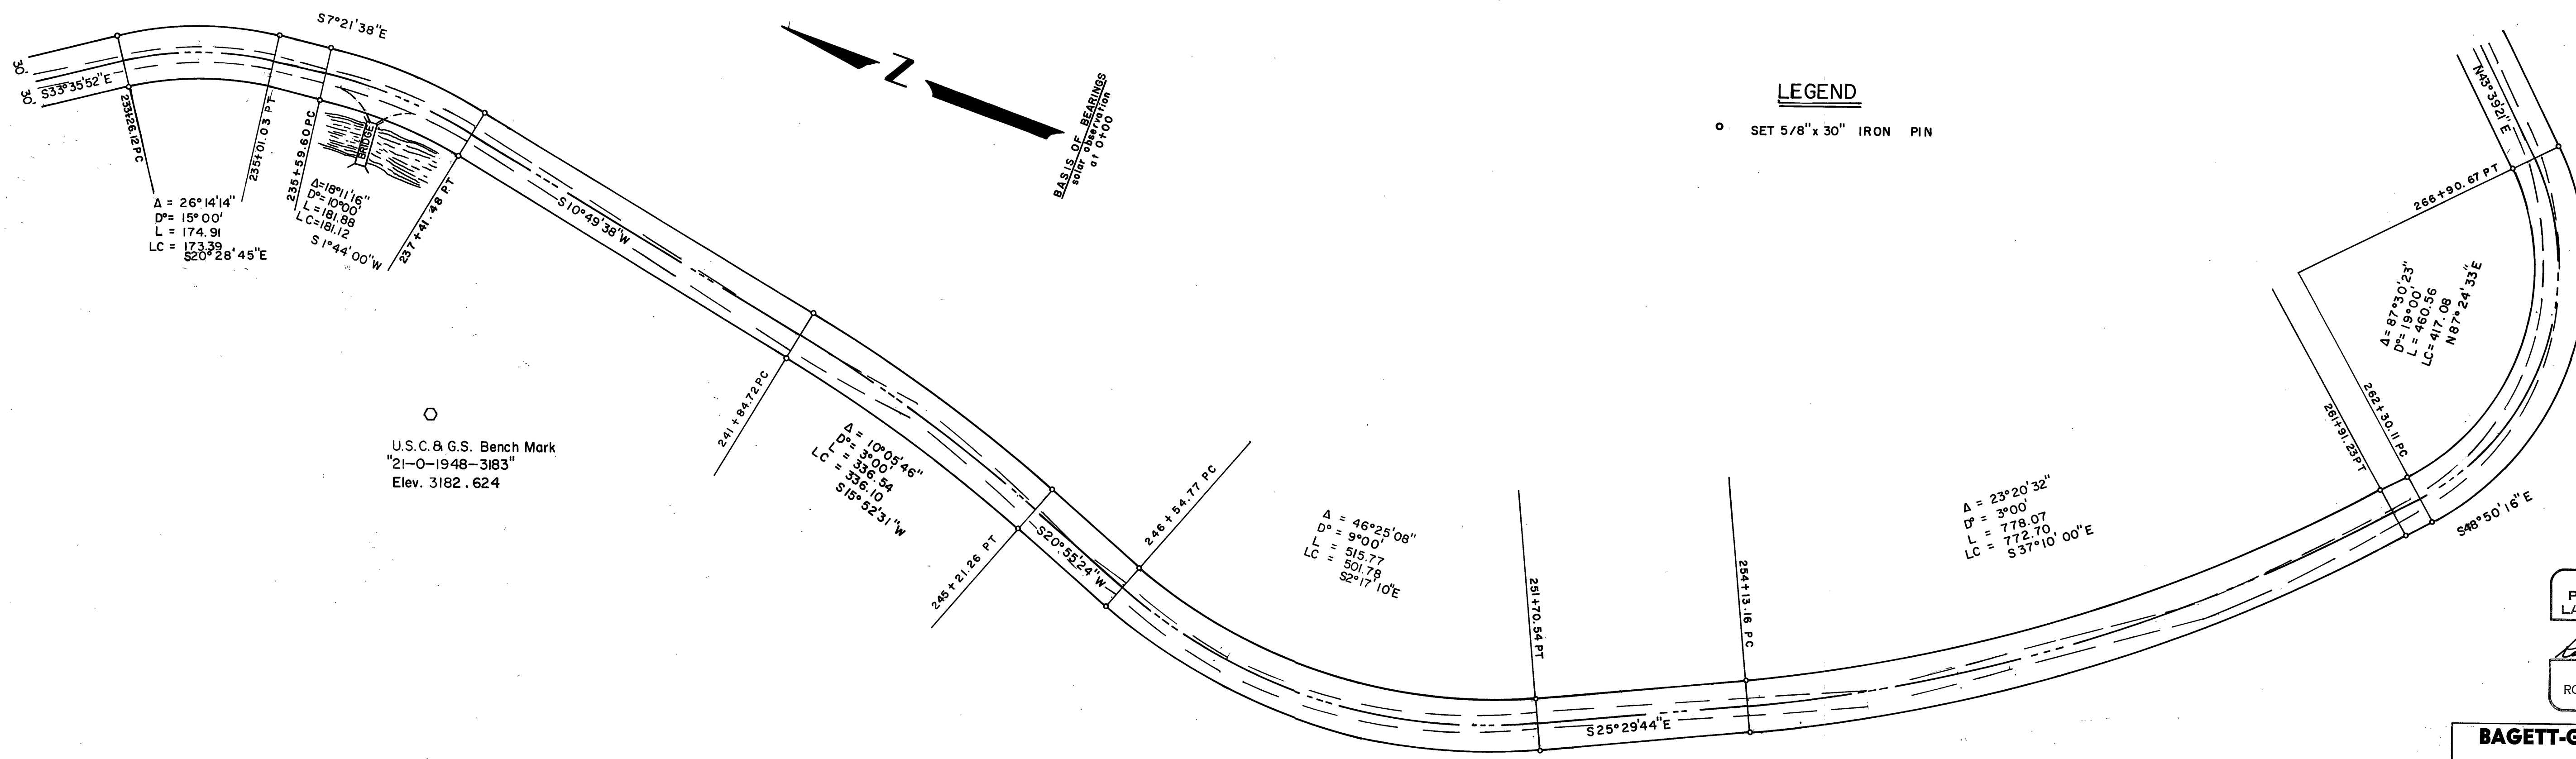 30'
30'
S33°35'52"E
233+26.12 PC
235+01.03 PT
S7°21'38"E
235+59.60 PC
BRIDGE
237+41.48 PT
Δ = 26°14'14"
D°= 15°00'
L = 174.91
LC = 173.39
S20°28'45"E
Δ=18°11'16"
D°=10°00'
L =181.88
LC=181.12
S 1°44'00"W
S10°49'38"W
N
BASIS OF BEARINGS
solar observation
at 0+00
LEGEND
SET 5/8"x 30" IRON PIN
U.S.C.& G.S. Bench Mark
"21-0-1948-3183"
Elev. 3182.624
241+84.72 PC
Δ = 10°05'46"
D°= 3°00'
L = 336.54
LC = 336.10
S15°52'31"W
245+21.26 PT
S20°55'24"W
246+54.77 PC
Δ = 46°25'08"
D° = 9°00'
L = 515.77
LC = 501.78
S2°17'10"E
251+70.54 PT
S25°29'44"E
254+13.16 PC
Δ = 23°20'32"
D° = 3°00'
L = 778.07
LC = 772.70
S37°10'00"E
261+91.23 PT
262+30.11 PC
S48°50'16"E
Δ= 87°30'23"
D°= 19°00'
L = 460.56
LC= 417.08
N87°24'33E
266+90.67 PT
N43°39'21"E
P
LA
RO
BAGETT-G